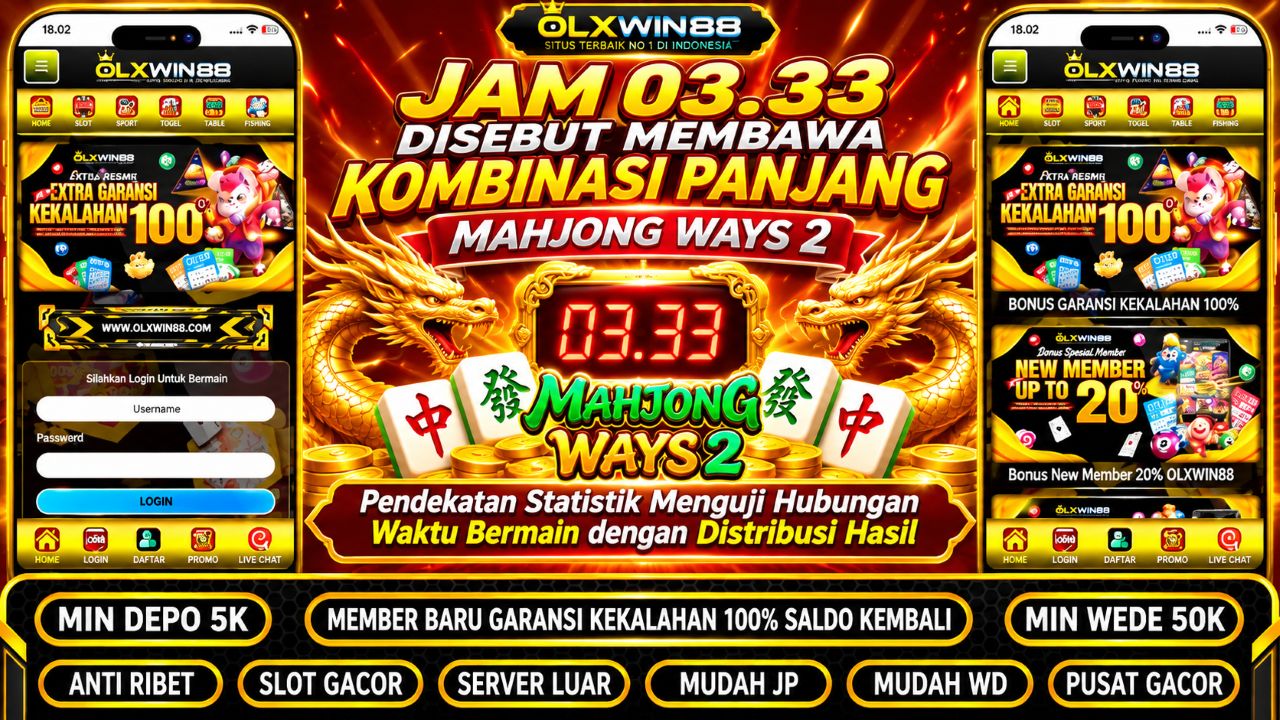 OLXWIN88
SITUS TERBAIK NO 1 DI INDONESIA
JAM 03.33
DISEBUT MEMBAWA
KOMBINASI PANJANG
MAHJONG WAYS 2
03.33
發 發
中 中
MAHJONG
WAYS 2
Pendekatan Statistik Menguji Hubungan
Waktu Bermain dengan Distribusi Hasil
18.02
OLXWIN88
HOME SLOT SPORT TOGEL TABLE FISHING
OLXWIN88
EXTRA GARANSI
KEKALAHAN 100%
WWW.OLXWIN88.COM
Silahkan Login Untuk Bermain
Username
Passwerd
LOGIN
HOME LOGIN DAFTAR PROMO LIVE CHAT
18.02
OLXWIN88
HOME SLOT SPORT TOGEL TABLE FISHING
OLXWIN88
EXTRA GARANSI
KEKALAHAN 100%
BONUS GARANSI KEKALAHAN 100%
OLXWIN88
Bonus Spesial Member
NEW MEMBER
UP TO 20%
Bonus New Member 20% OLXWIN88
OLXWIN88
HOME LOGIN DAFTAR PROMO LIVE CHAT
MIN DEPO 5K
MEMBER BARU GARANSI KEKALAHAN 100% SALDO KEMBALI
MIN WEDE 50K
ANTI RIBET
SLOT GACOR
SERVER LUAR
MUDAH JP
MUDAH WD
PUSAT GACOR